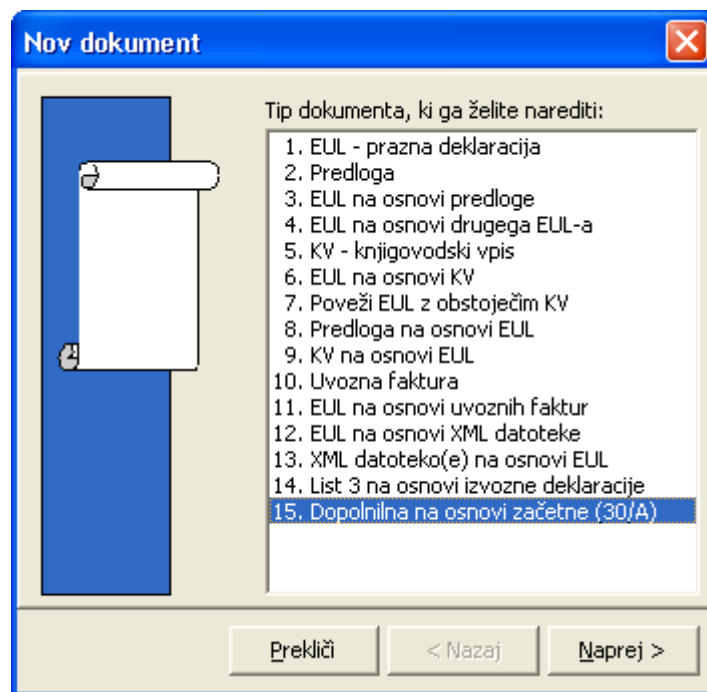 Nov dokument
Tip dokumenta, ki ga želite narediti:
1. EUL - prazna deklaracija
2. Predloga
3. EUL na osnovi predloge
4. EUL na osnovi drugega EUL-a
5. KV - knjigovodski vpis
6. EUL na osnovi KV
7. Poveži EUL z obstoječim KV
8. Predloga na osnovi EUL
9. KV na osnovi EUL
10. Uvozna faktura
11. EUL na osnovi uvoznih faktur
12. EUL na osnovi XML datoteke
13. XML datoteko(e) na osnovi EUL
14. List 3 na osnovi izvozne deklaracije
15. Dopolnilna na osnovi začetne (30/A)
Prekliči < Nazaj Naprej >